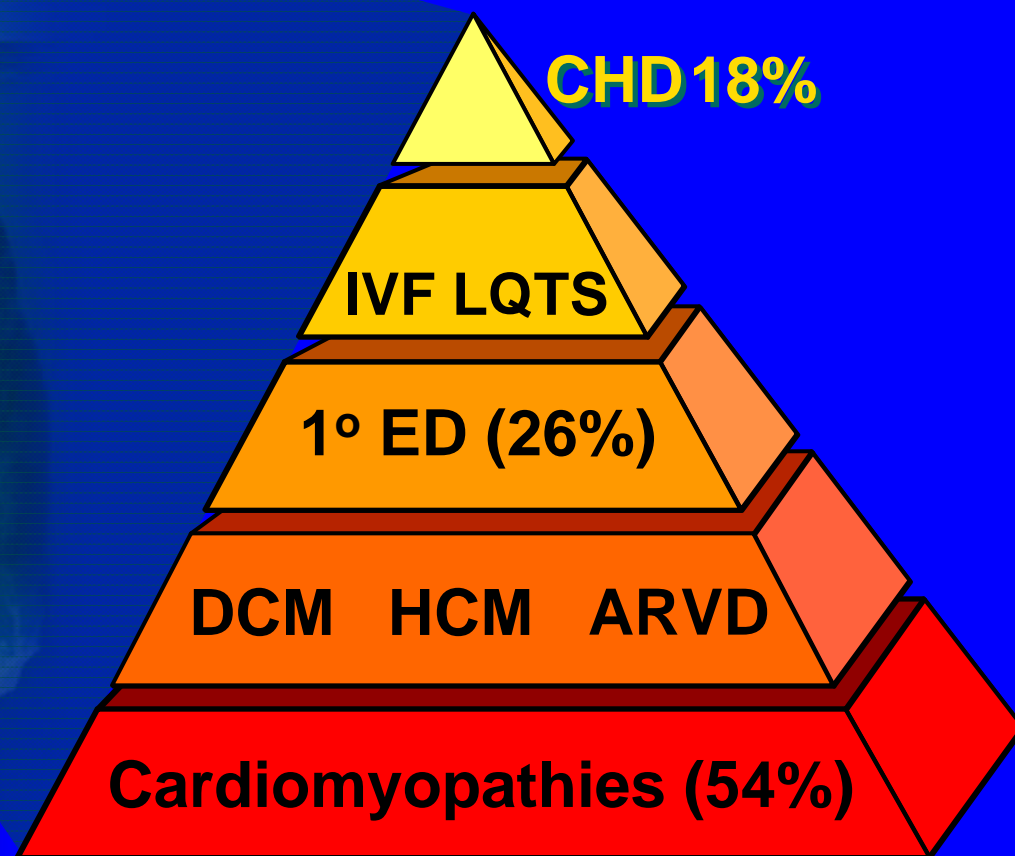 CHD 18%
IVF LQTS
1º ED (26%)
DCM HCM ARVD
Cardiomyopathies (54%)